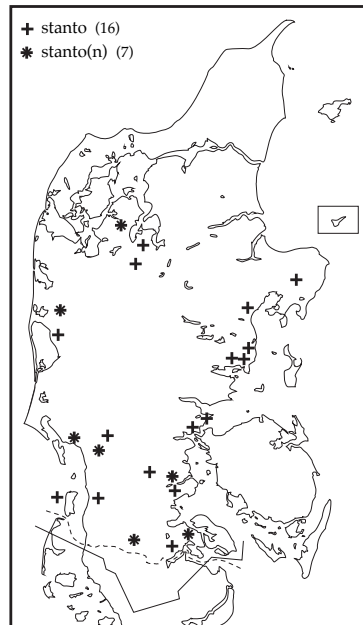 + stanto (16)
✷ stanto(n) (7)